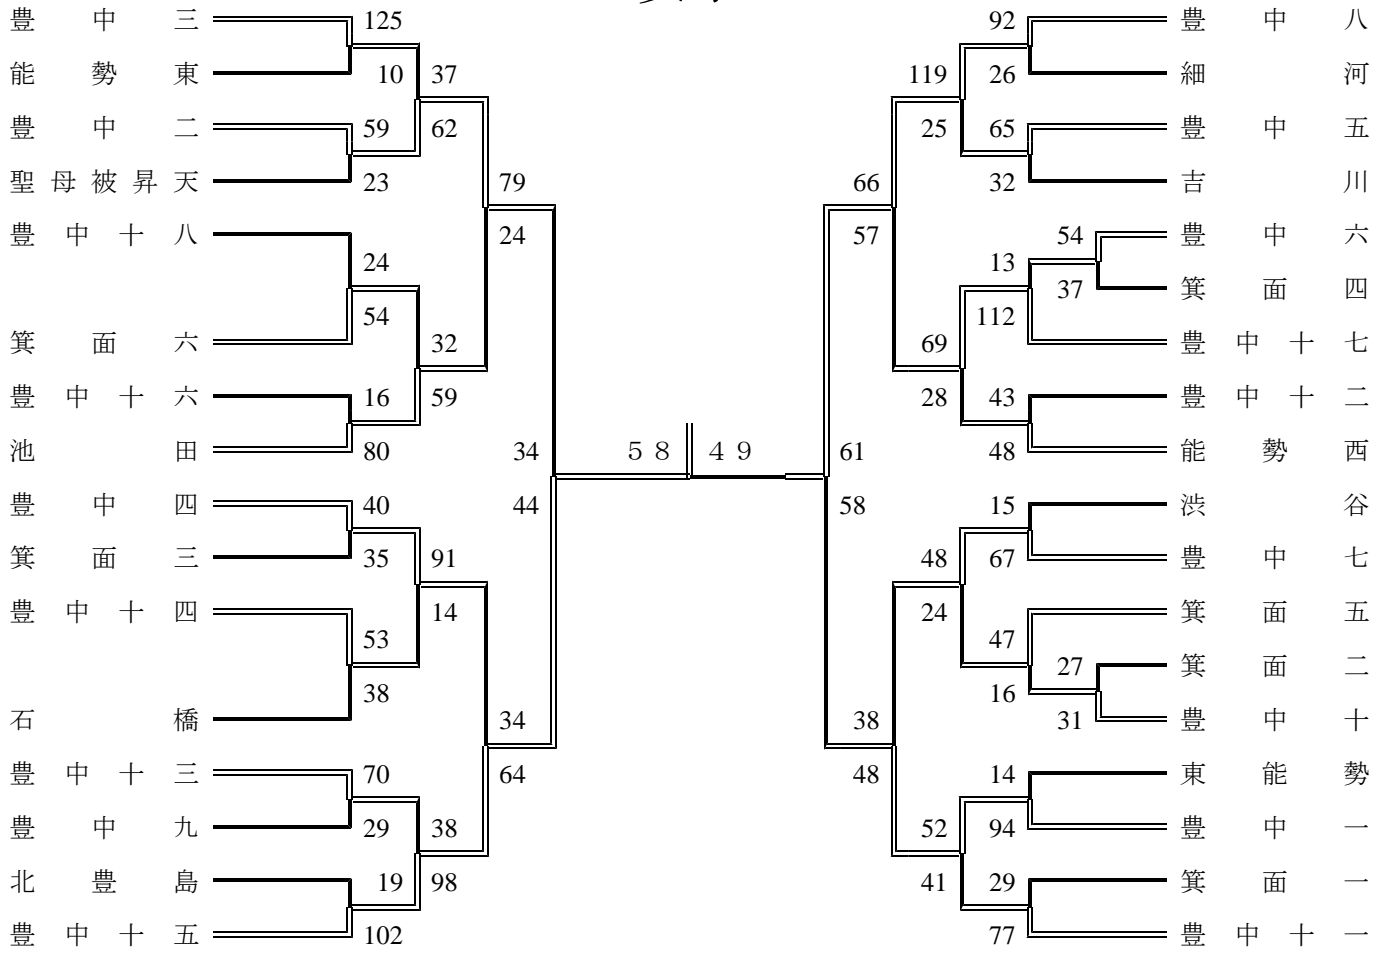 豊中三 125 92 豊中八
能勢東 10 37 119 26 細河
豊中二 59 62 25 65 豊中五
聖母被昇天 23 79 66 32 吉川
豊中十八 24 57 54 豊中六
24 13
37 箕面四
54 112
箕面六 32 69 豊中十七
豊中十六 16 59 28 43 豊中十二
池田 80 34 58 49 61 48 能勢西
豊中四 40 44 58 15 渋谷
箕面三 35 91 48 67 豊中七
豊中十四 14 24 箕面五
53 47
27 箕面二
38 16
石橋 34 38 31 豊中十
豊中十三 70 64 48 14 東能勢
豊中九 29 38 52 94 豊中一
北豊島 19 98 41 29 箕面一
豊中十五 102 77 豊中十一